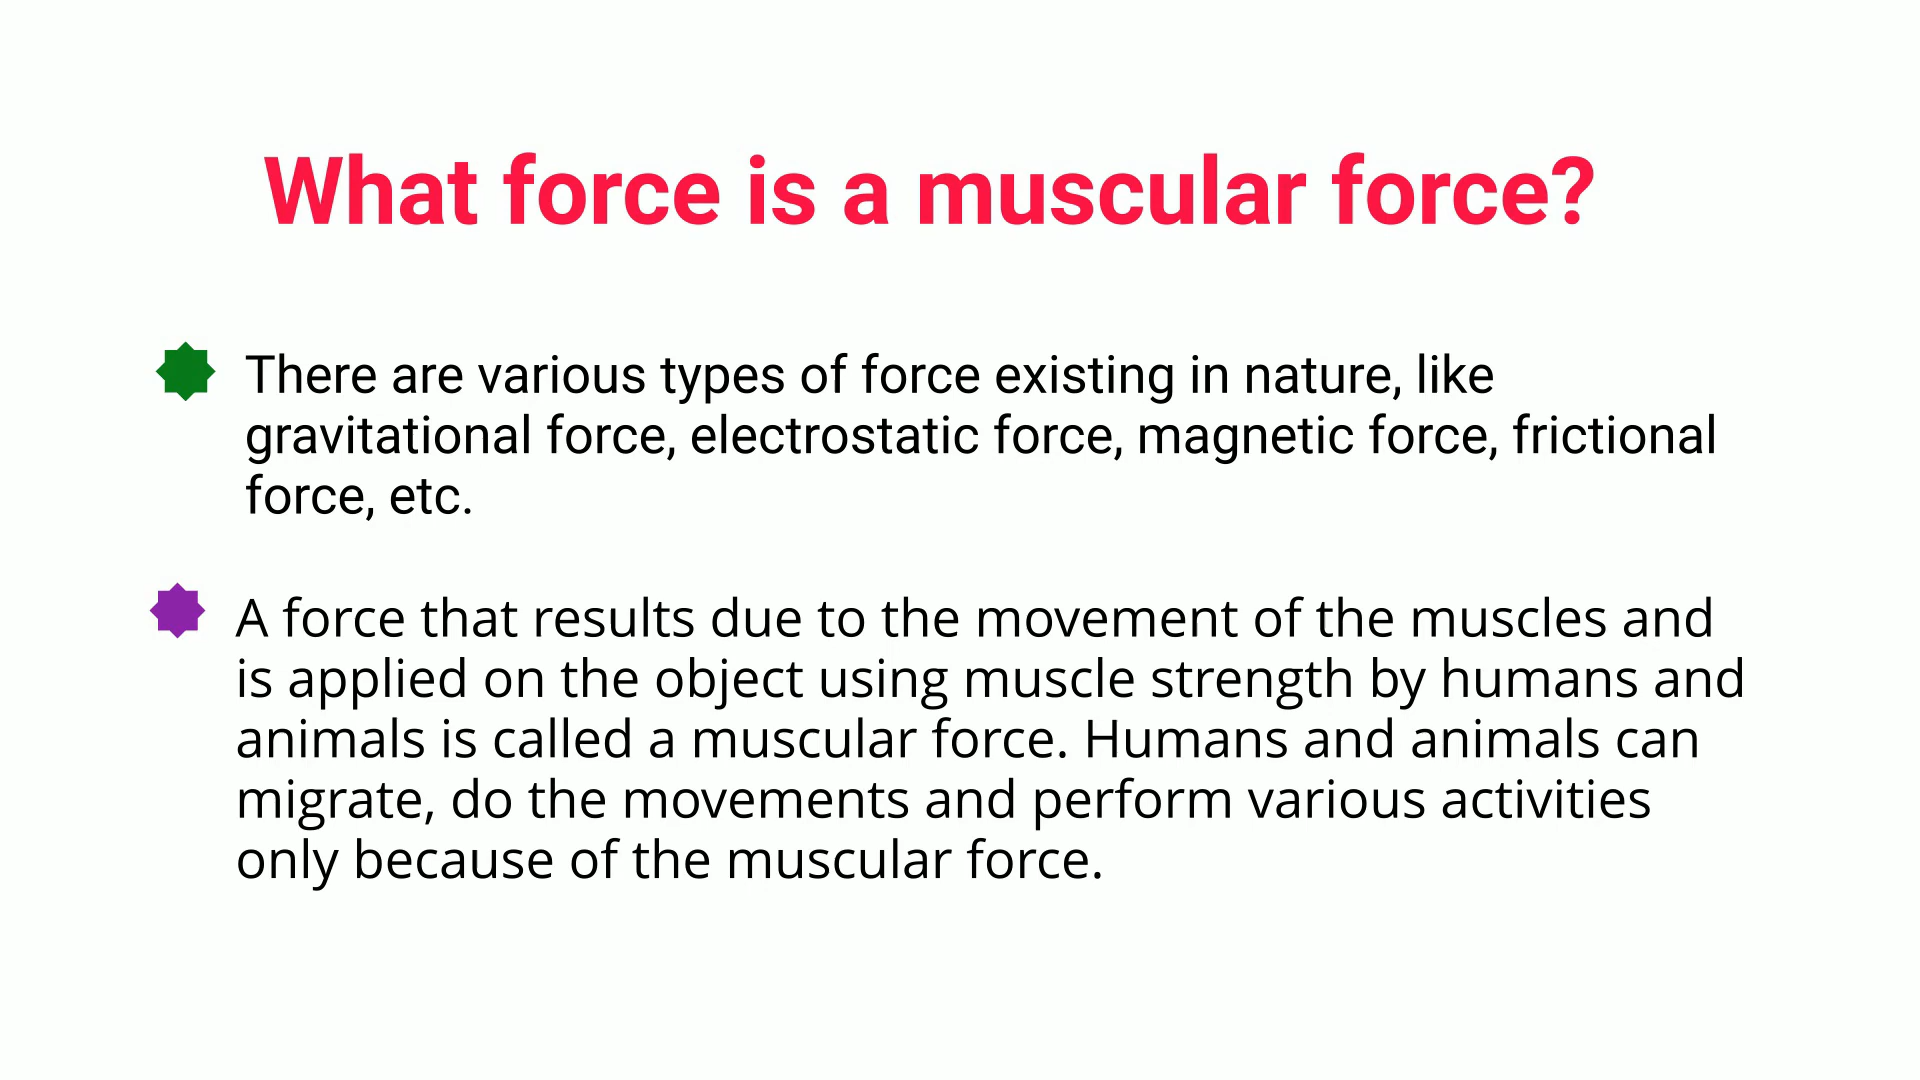 What force is a muscular force?
There are various types of force existing in nature, like
gravitational force, electrostatic force, magnetic force, frictional
force, etc.
A force that results due to the movement of the muscles and
is applied on the object using muscle strength by humans and
animals is called a muscular force. Humans and animals can
migrate, do the movements and perform various activities
only because of the muscular force.